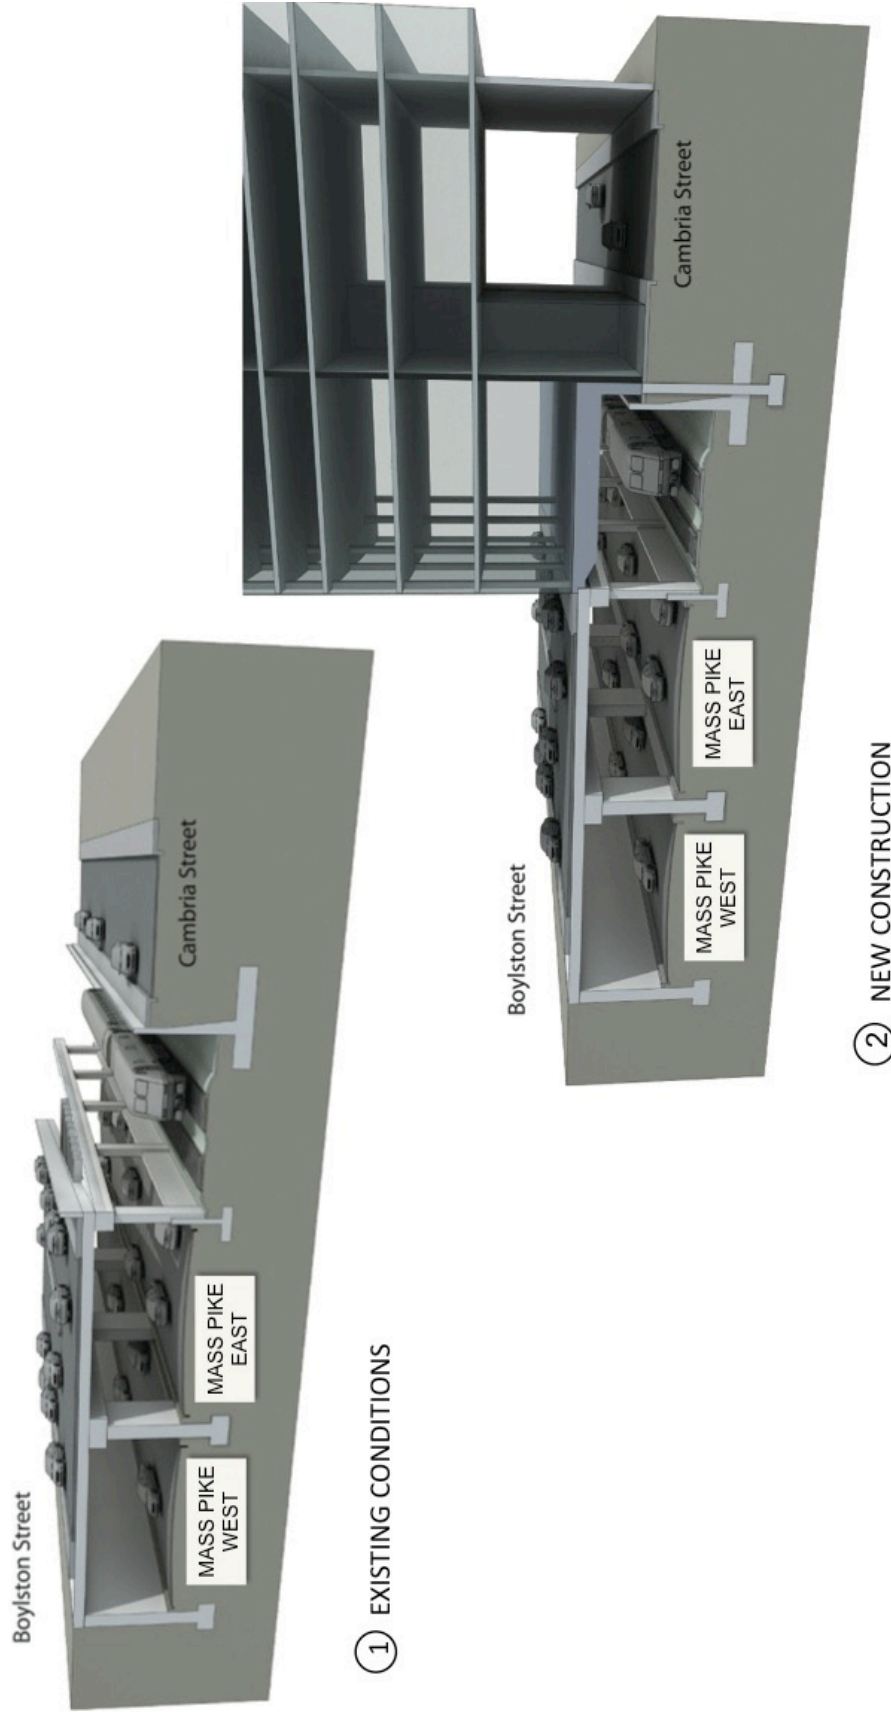 Boylston Street
Cambria Street
MASS PIKE
WEST
MASS PIKE
EAST
1 EXISTING CONDITIONS
Boylston Street
Cambria Street
MASS PIKE
WEST
MASS PIKE
EAST
2 NEW CONSTRUCTION